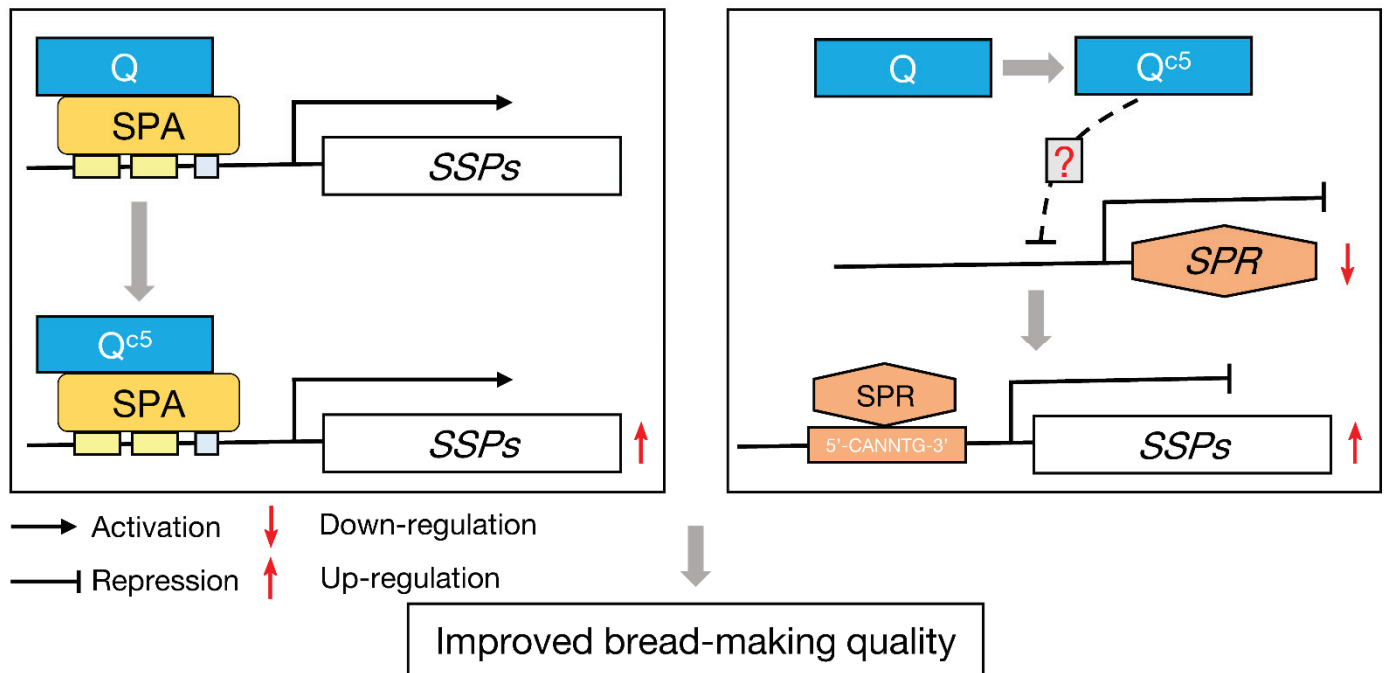 Q
SPA
SSPs
Qc5
SPA
SSPs
Q
Qc5
?
SPR
SPR
5'-CANNTG-3'
SSPs
Activation
Down-regulation
Repression
Up-regulation
Improved bread-making quality